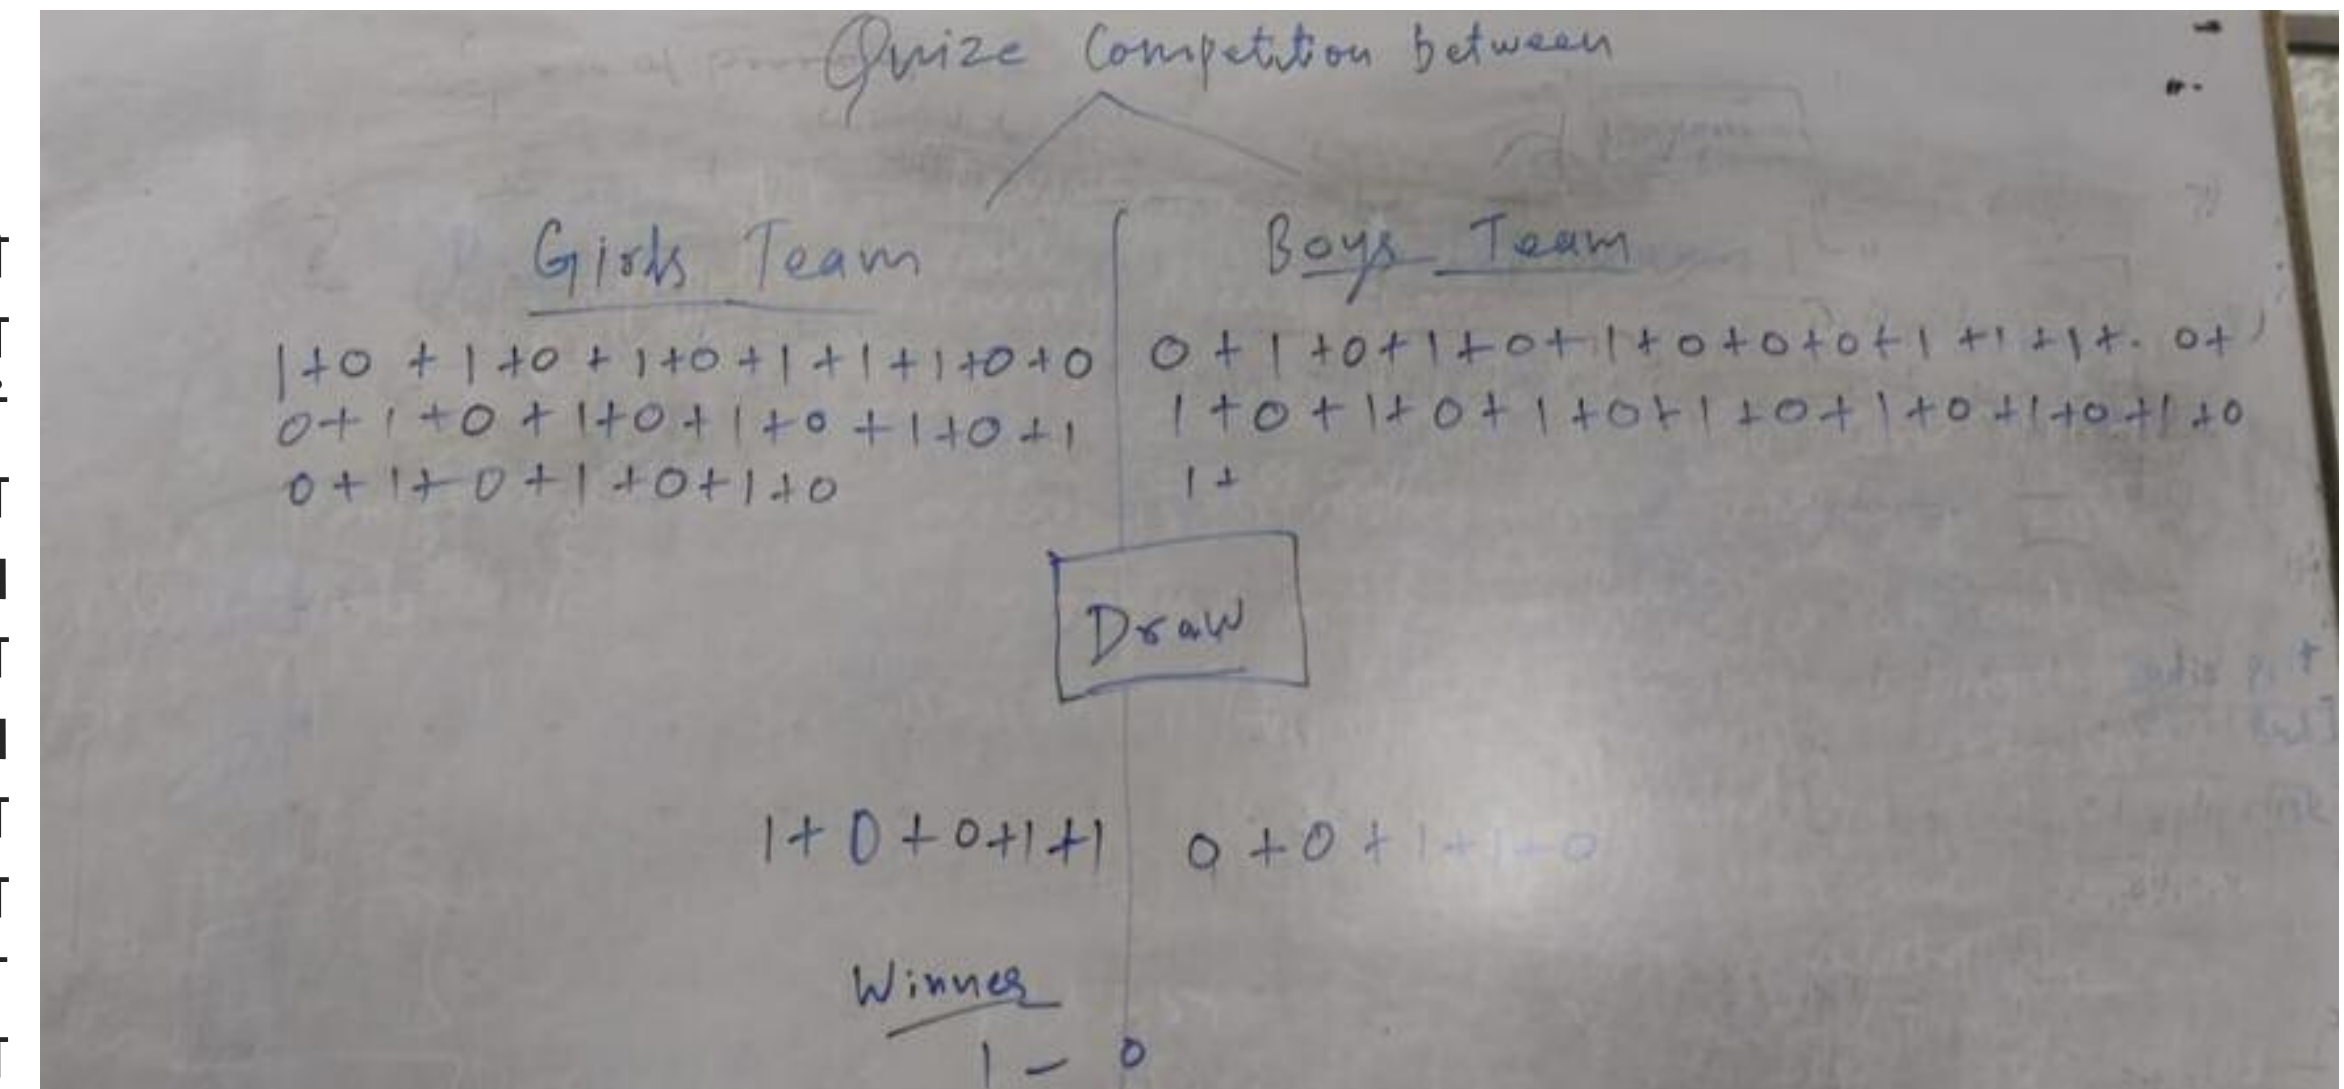 Quize Competition between
Girls Team
Boys Team
1+0 + 1+0 + 1+0+1+1+1+0+0
0+1+0+1+0+1+0+0+0+1+1+1+. 0+
0+1+0+1+0+1+0+1+0+1
1+0+1+0+1+0+1+0+1+0+1+0+1+0
0+1+0+1+0+1+0
1+
Draw
1+0+0+1+1
0+0+1+1+0
Winner
1 - 0